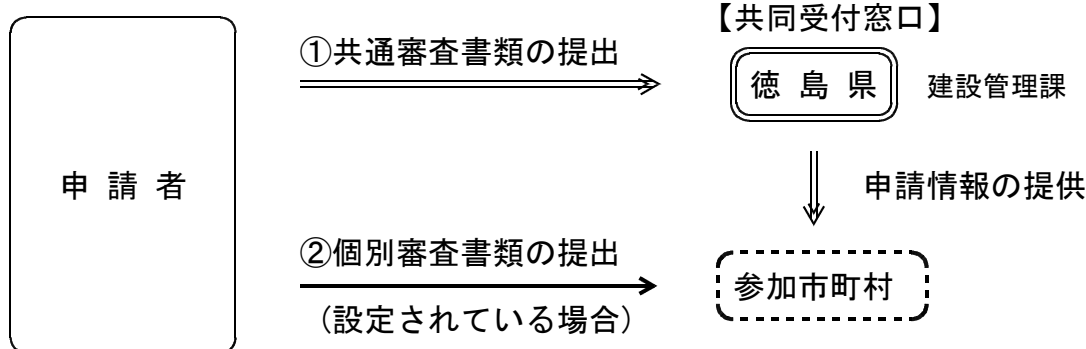 【共同受付窓口】
①共通審査書類の提出
徳島県
建設管理課
申請者
申請情報の提供
②個別審査書類の提出
参加市町村
（設定されている場合）